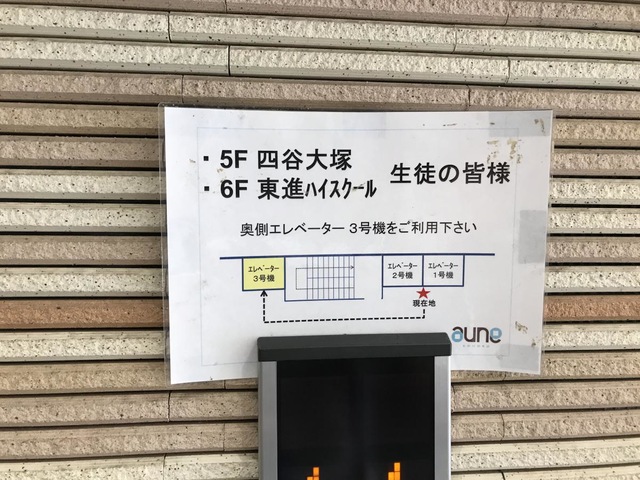 ・5F 四谷大塚
・6F 東進ﾊｲｽｸｰﾙ
生徒の皆様
奥側エレベーター 3号機をご利用下さい
ｴﾚﾍﾞｰﾀｰ
3号機
ｴﾚﾍﾞｰﾀｰ
2号機
ｴﾚﾍﾞｰﾀｰ
1号機
★
現在地
aune